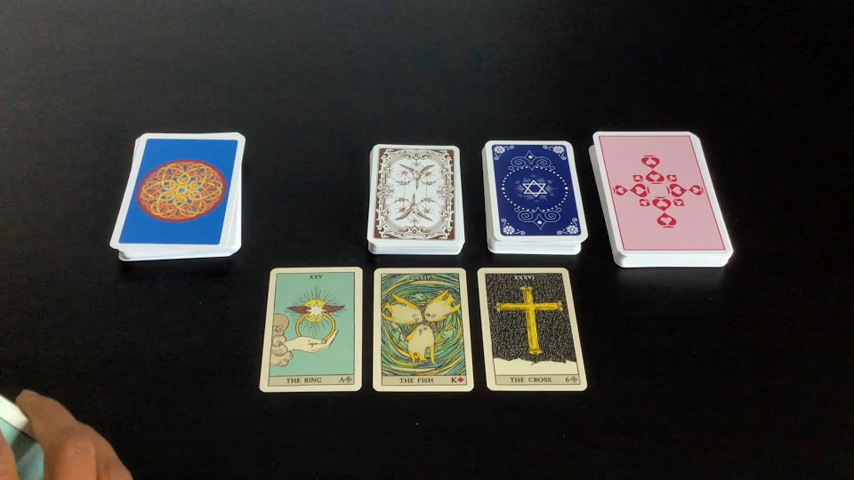 XXV
XXXIV
XXXVI
THE RING A♣
THE FISH K♦
THE CROSS 6♣